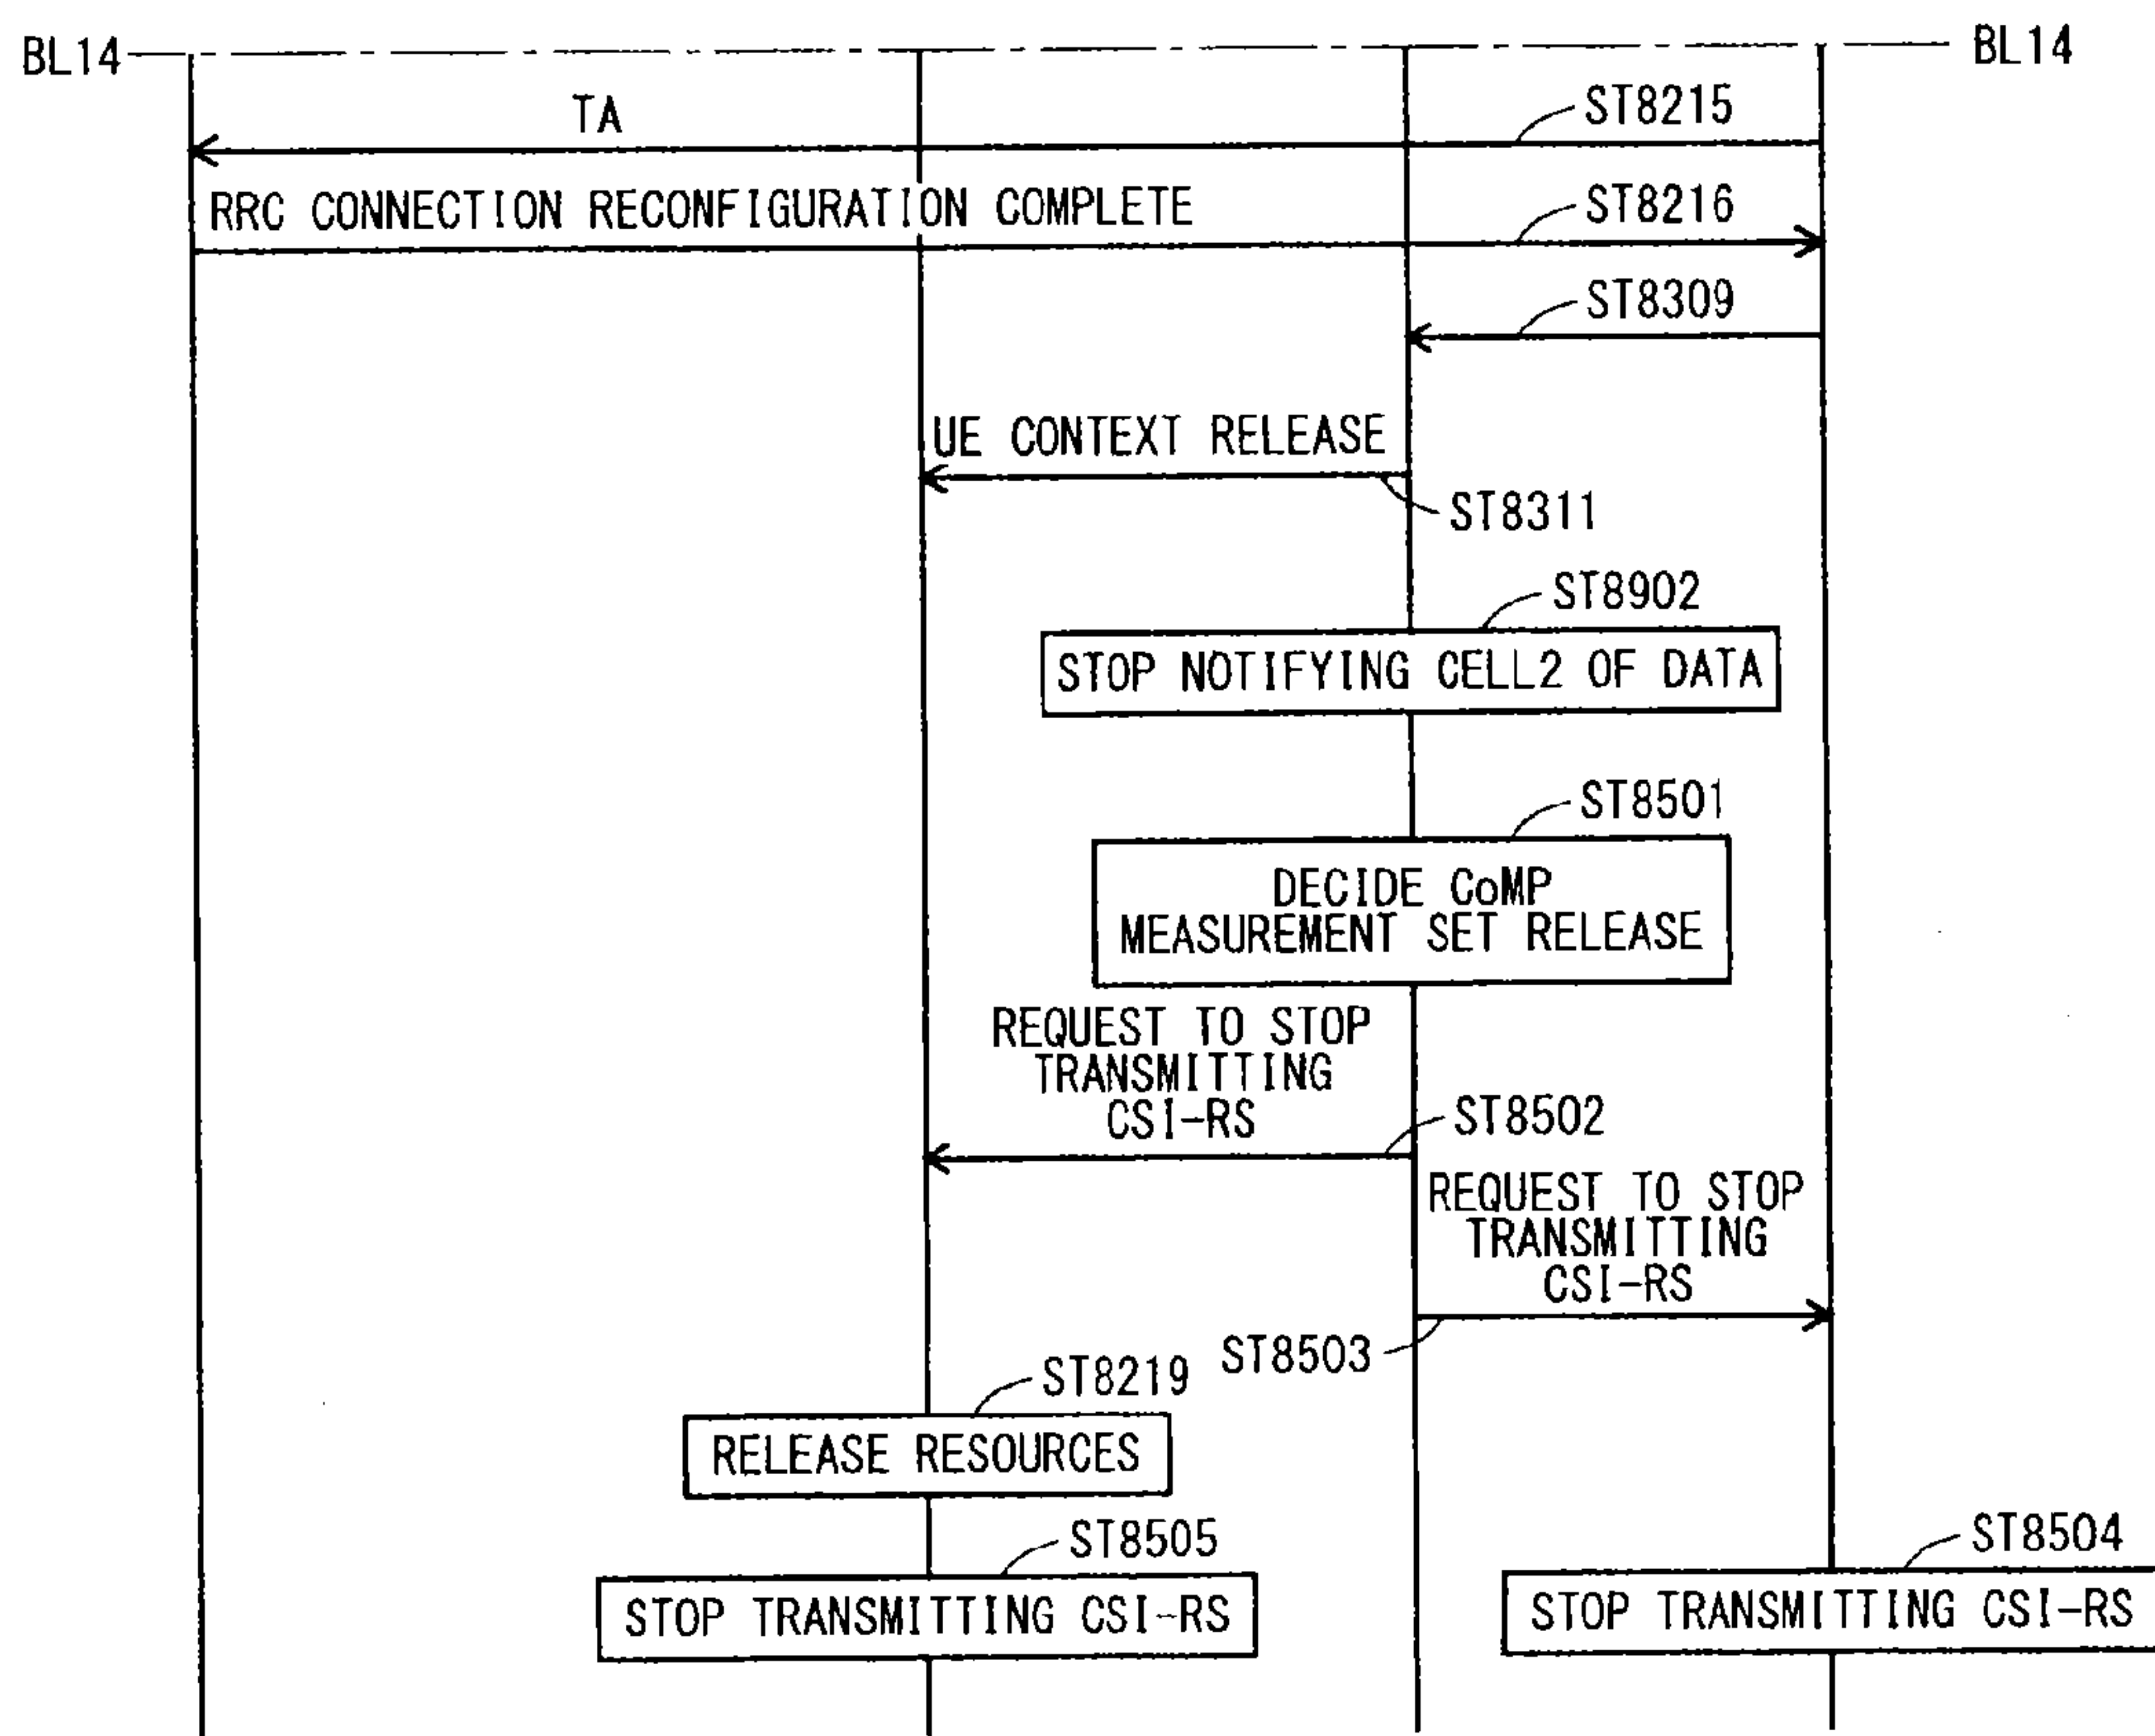 BL14
BL14
TA
ST8215
RRC CONNECTION RECONFIGURATION COMPLETE
ST8216
ST8309
UE CONTEXT RELEASE
ST8311
ST8902
STOP NOTIFYING CELL2 OF DATA
ST8501
DECIDE CoMP
MEASUREMENT SET RELEASE
REQUEST TO STOP
TRANSMITTING
CSI-RS
ST8502
REQUEST TO STOP
TRANSMITTING
CSI-RS
ST8503
ST8219
RELEASE RESOURCES
ST8505
STOP TRANSMITTING CSI-RS
ST8504
STOP TRANSMITTING CSI-RS